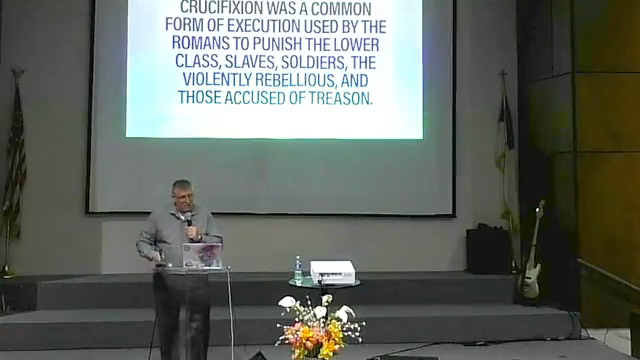 CRUCIFIXION WAS A COMMON
FORM OF EXECUTION USED BY THE
ROMANS TO PUNISH THE LOWER
CLASS, SLAVES, SOLDIERS, THE
VIOLENTLY REBELLIOUS, AND
THOSE ACCUSED OF TREASON.